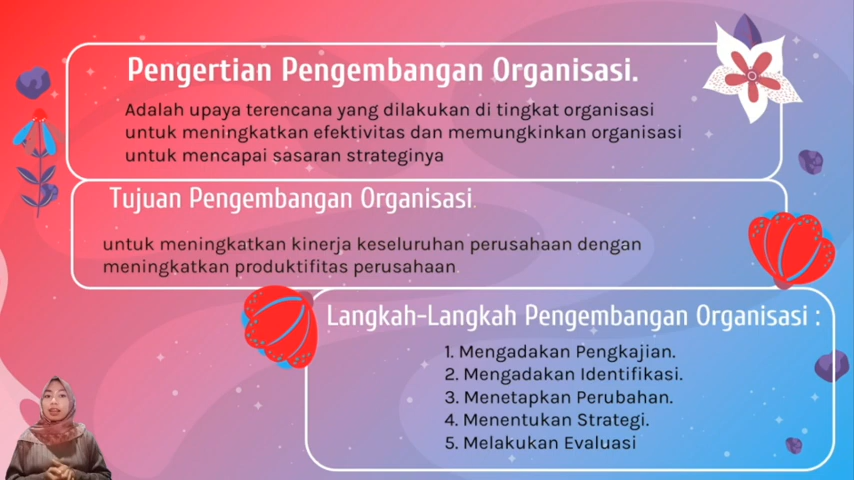 Pengertian Pengembangan Organisasi.
Adalah upaya terencana yang dilakukan di tingkat organisasi
untuk meningkatkan efektivitas dan memungkinkan organisasi
untuk mencapai sasaran strateginya
Tujuan Pengembangan Organisasi.
untuk meningkatkan kinerja keseluruhan perusahaan dengan
meningkatkan produktifitas perusahaan.
Langkah-Langkah Pengembangan Organisasi :
1. Mengadakan Pengkajian.
2. Mengadakan Identifikasi.
3. Menetapkan Perubahan.
4. Menentukan Strategi.
5. Melakukan Evaluasi